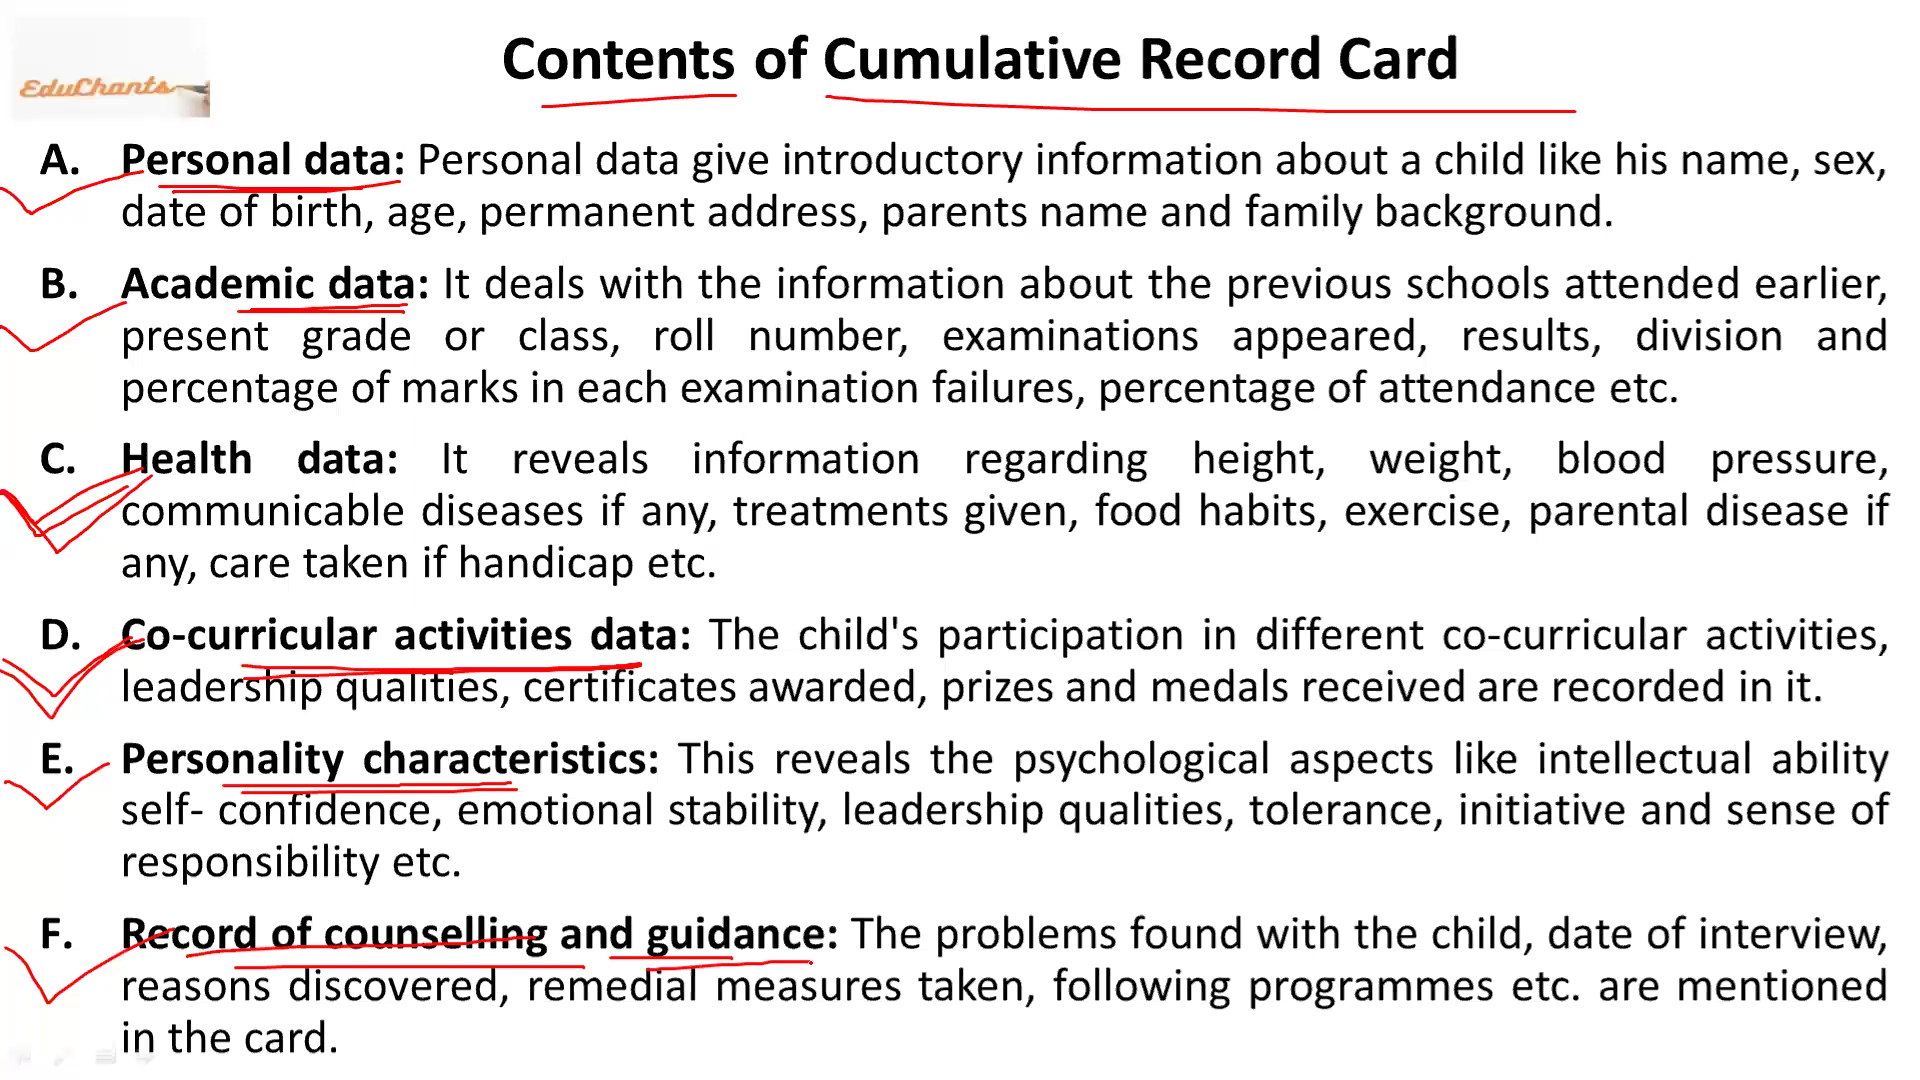 Contents of Cumulative Record Card
EduChants
A. Personal data: Personal data give introductory information about a child like his name, sex,
date of birth, age, permanent address, parents name and family background.
B. Academic data: It deals with the information about the previous schools attended earlier,
present grade or class, roll number, examinations appeared, results, division and
percentage of marks in each examination failures, percentage of attendance etc.
C. Health data: It reveals information regarding height, weight, blood pressure,
communicable diseases if any, treatments given, food habits, exercise, parental disease if
any, care taken if handicap etc.
D. Co-curricular activities data: The child's participation in different co-curricular activities,
leadership qualities, certificates awarded, prizes and medals received are recorded in it.
E. Personality characteristics: This reveals the psychological aspects like intellectual ability
self- confidence, emotional stability, leadership qualities, tolerance, initiative and sense of
responsibility etc.
F. Record of counselling and guidance: The problems found with the child, date of interview,
reasons discovered, remedial measures taken, following programmes etc. are mentioned
in the card.